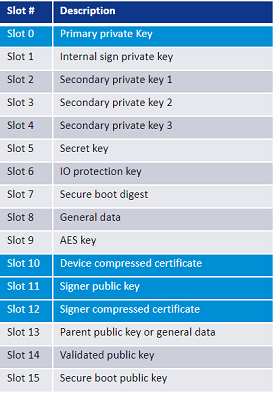 Slot # Description
Slot 0 Primary private Key
Slot 1 Internal sign private key
Slot 2 Secondary private key 1
Slot 3 Secondary private key 2
Slot 4 Secondary private key 3
Slot 5 Secret key
Slot 6 IO protection key
Slot 7 Secure boot digest
Slot 8 General data
Slot 9 AES key
Slot 10 Device compressed certificate
Slot 11 Signer public key
Slot 12 Signer compressed certificate
Slot 13 Parent public key or general data
Slot 14 Validated public key
Slot 15 Secure boot public key